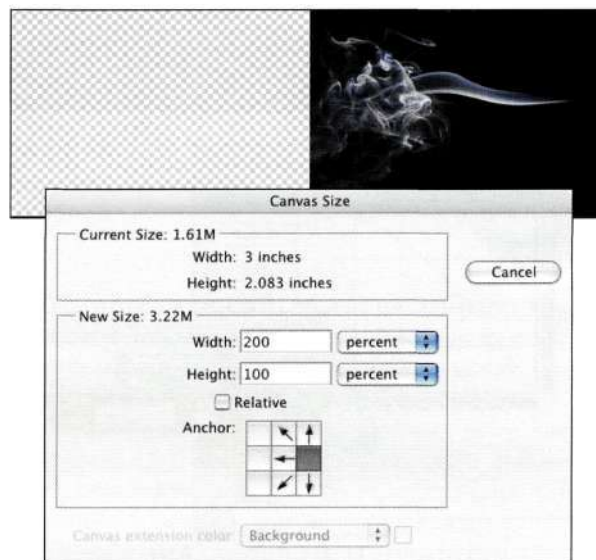 Canvas Size
Current Size: 1.61M
Width: 3 inches
Height: 2.083 inches
Cancel
New Size: 3.22M
Width: 200 percent
Height: 100 percent
Relative
Anchor:
Canvas extension color: Background